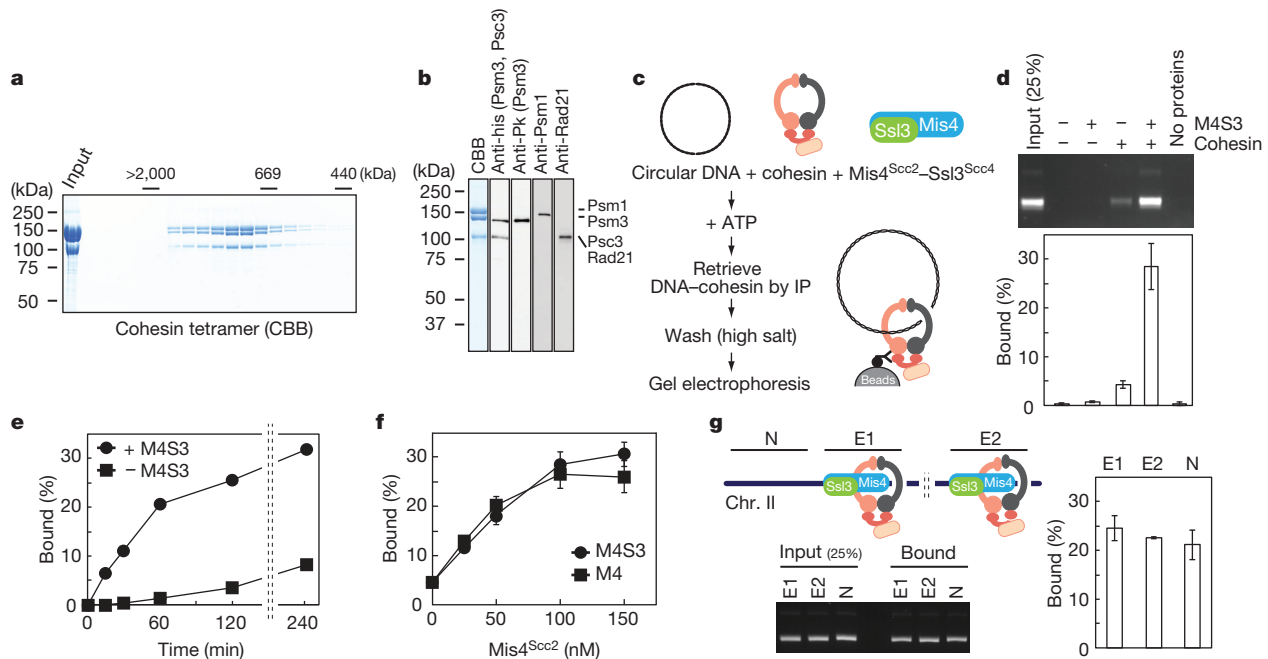 a
Input
>2,000
669
440 (kDa)
(kDa)
250
150
100
75
50
Cohesin tetramer (CBB)
b
CBB
Anti-his (Psm3, Psc3)
Anti-Pk (Psm3)
Anti-Psm1
Anti-Rad21
(kDa)
250
150
100
75
50
37
Psm1
Psm3
Psc3
Rad21
c
Ssl3
Mis4
Circular DNA + cohesin + Mis4Scc2–Ssl3Scc4
+ ATP
Retrieve
DNA–cohesin by IP
Wash (high salt)
Gel electrophoresis
Beads
d
Input (25%)
No proteins
– + – + M4S3
– – + + Cohesin
Bound (%)
30
20
10
0
e
+ M4S3
– M4S3
Bound (%)
30
20
10
0
0 60 120 240
Time (min)
f
Bound (%)
30
20
10
0
M4S3
M4
0 50 100 150
Mis4Scc2 (nM)
g
N E1 E2
Ssl3 Mis4
Ssl3 Mis4
Chr. II
Input (25%) Bound
E1 E2 N E1 E2 N
E1 E2 N
Bound (%)
30
20
10
0